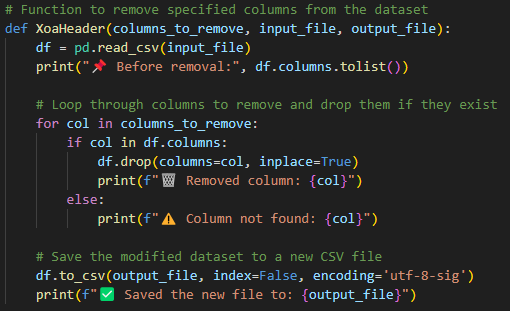 # Function to remove specified columns from the dataset
def XoaHeader(columns_to_remove, input_file, output_file):
    df = pd.read_csv(input_file)
    print("📌 Before removal:", df.columns.tolist())

    # Loop through columns to remove and drop them if they exist
    for col in columns_to_remove:
        if col in df.columns:
            df.drop(columns=col, inplace=True)
            print(f"🗑️ Removed column: {col}")
        else:
            print(f"⚠️ Column not found: {col}")

    # Save the modified dataset to a new CSV file
    df.to_csv(output_file, index=False, encoding='utf-8-sig')
    print(f"✅ Saved the new file to: {output_file}")